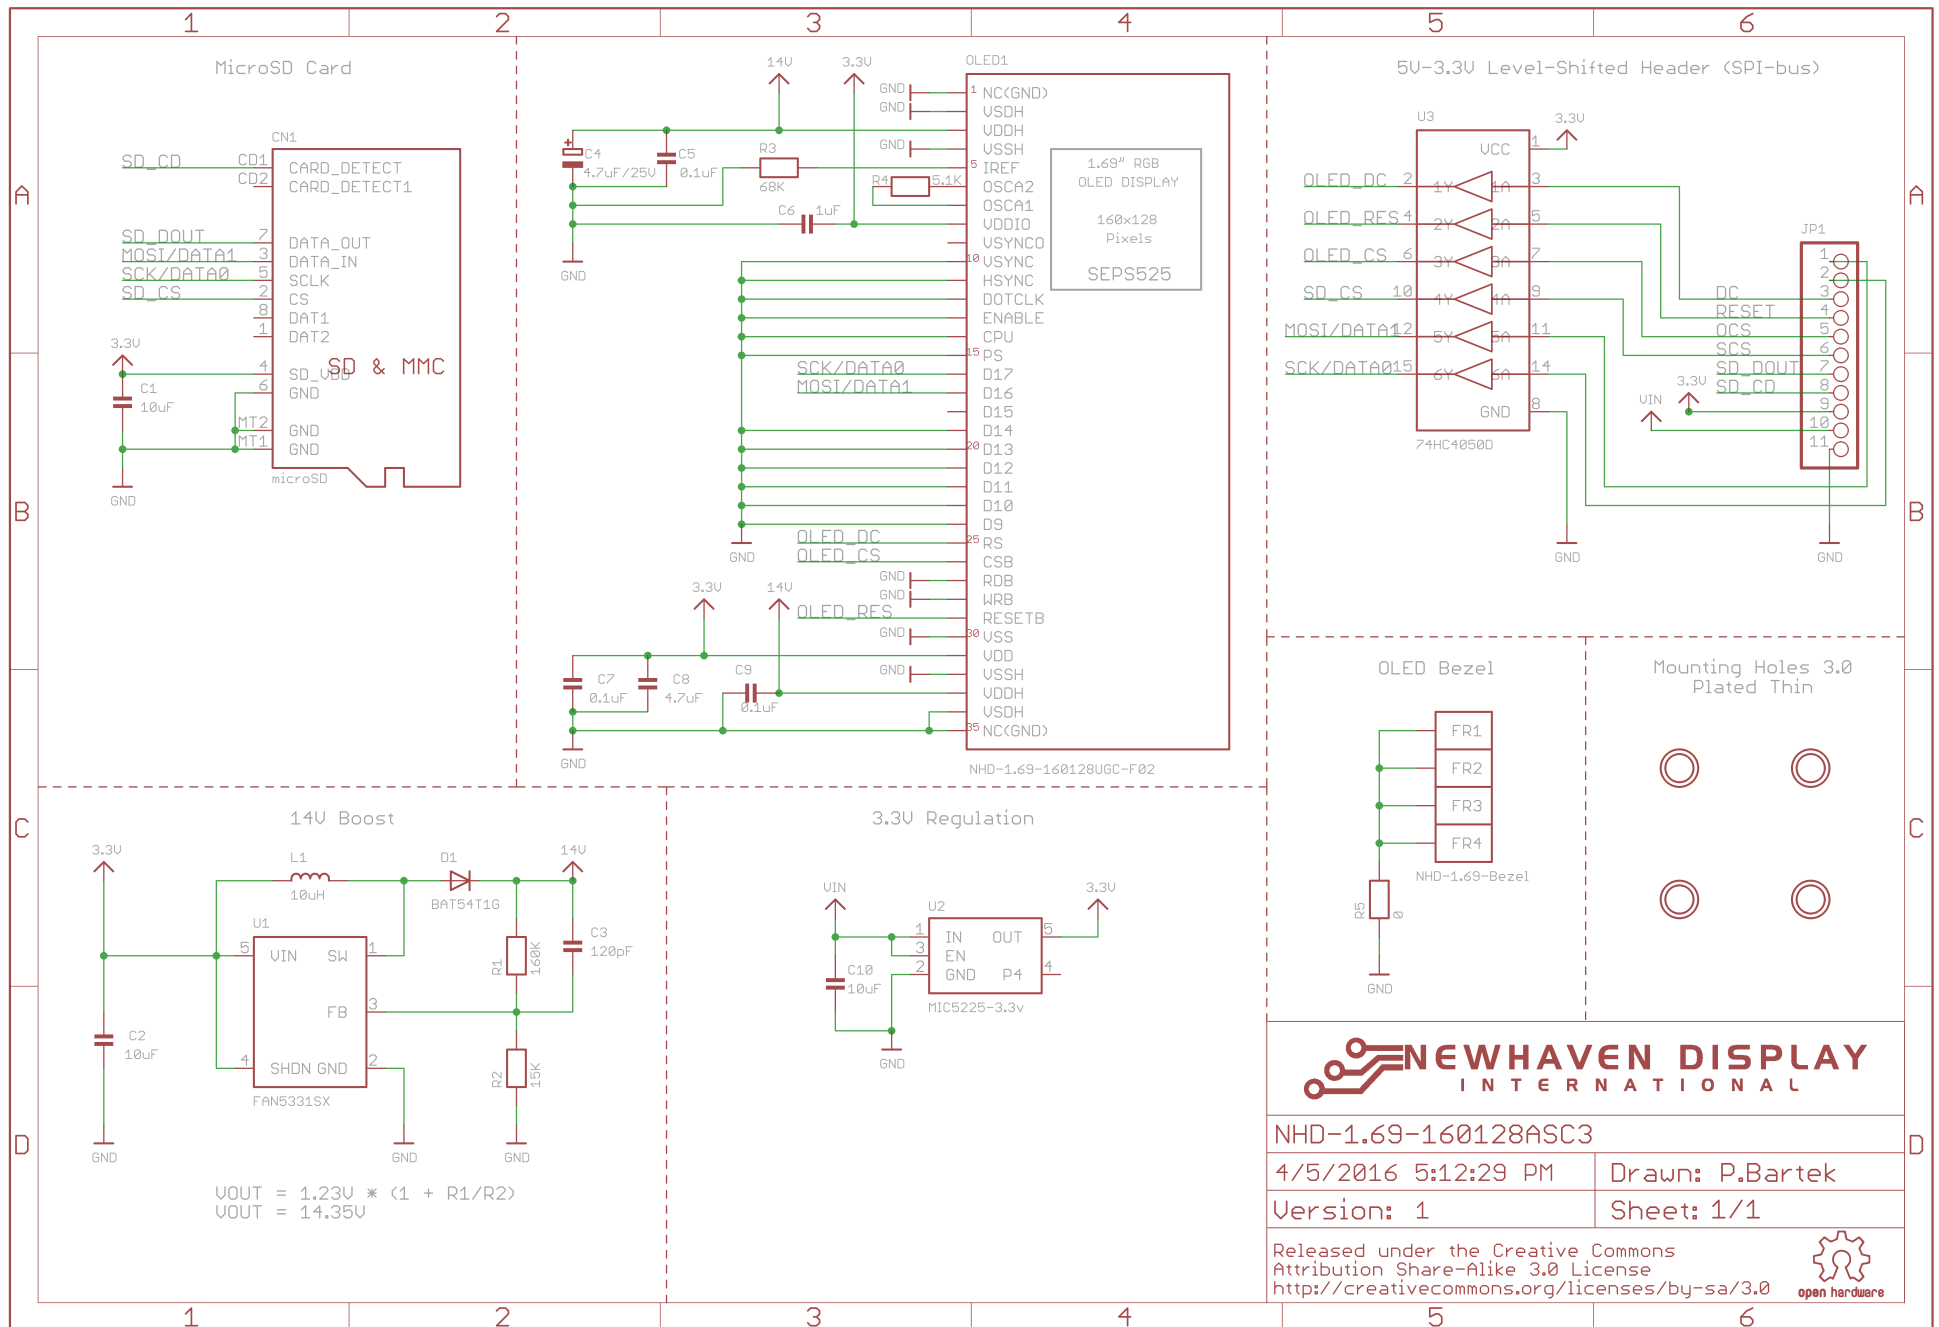 1 2 3 4 5 6
A
B
C
D
MicroSD Card
CN1
SD_CD CD1 CARD_DETECT
CD2 CARD_DETECT1
SD_DOUT 7 DATA_OUT
MOSI/DATA1 3 DATA_IN
SCK/DATA0 5 SCLK
SD_CS 2 CS
8 DAT1
1 DAT2
SD & MMC
3.3V
4 SD_VDD
6 GND
C1
10uF
MT2 GND
MT1 GND
microSD
GND
OLED1
14V 3.3V
GND 1 NC(GND)
GND VSDH
VDDH
GND VSSH
C4
4.7uF/25V
C5
0.1uF
R3
68K
5 IREF
R4 5.1K OSCA2
OSCA1
C6 1uF VDDIO
VSYNCO
GND
10 VSYNC
HSYNC
DOTCLK
ENABLE
CPU
15 PS
SCK/DATA0 D17
MOSI/DATA1 D16
D15
D14
20 D13
D12
D11
D10
D9
GND
OLED_DC 25 RS
OLED_CS CSB
GND RDB
GND WRB
3.3V 14V
OLED_RES RESETB
GND 30 VSS
VDD
GND VSSH
C7
0.1uF
C8
4.7uF
C9
0.1uF
VDDH
VSDH
35 NC(GND)
GND
NHD-1.69-160128UGC-F02
1.69" RGB
OLED DISPLAY
160x128
Pixels
SEPS525
5V-3.3V Level-Shifted Header (SPI-bus)
U3
3.3V
VCC 1
OLED_DC 2 1Y 1A 3
OLED_RES 4 2Y 2A 5
OLED_CS 6 3Y 3A 7
SD_CS 10 4Y 4A 9
MOSI/DATA1 12 5Y 5A 11
SCK/DATA0 15 6Y 6A 14
GND 8
74HC4050D
GND
JP1
1
2
DC 3
RESET 4
OCS 5
SCS 6
SD_DOUT 7
SD_CD 8
3.3V 9
VIN 10
11
GND
OLED Bezel
FR1
FR2
FR3
FR4
NHD-1.69-Bezel
R5 0
GND
Mounting Holes 3.0
Plated Thin
14V Boost
3.3V
L1
10uH
D1
BAT54T1G
14V
U1
5 VIN SW 1
FB 3
4 SHDN GND 2
FAN5331SX
R1 160K
C3
120pF
C2
10uF
R2 15K
GND GND GND
VOUT = 1.23V * (1 + R1/R2)
VOUT = 14.35V
3.3V Regulation
VIN
U2
3.3V
1 IN OUT 5
3 EN
2 GND P4 4
C10
10uF
MIC5225-3.3v
GND
NEWHAVEN DISPLAY
INTERNATIONAL
NHD-1.69-160128ASC3
4/5/2016 5:12:29 PM
Drawn: P.Bartek
Version: 1
Sheet: 1/1
Released under the Creative Commons
Attribution Share-Alike 3.0 License
http://creativecommons.org/licenses/by-sa/3.0
open hardware
A
B
C
D
1 2 3 4 5 6